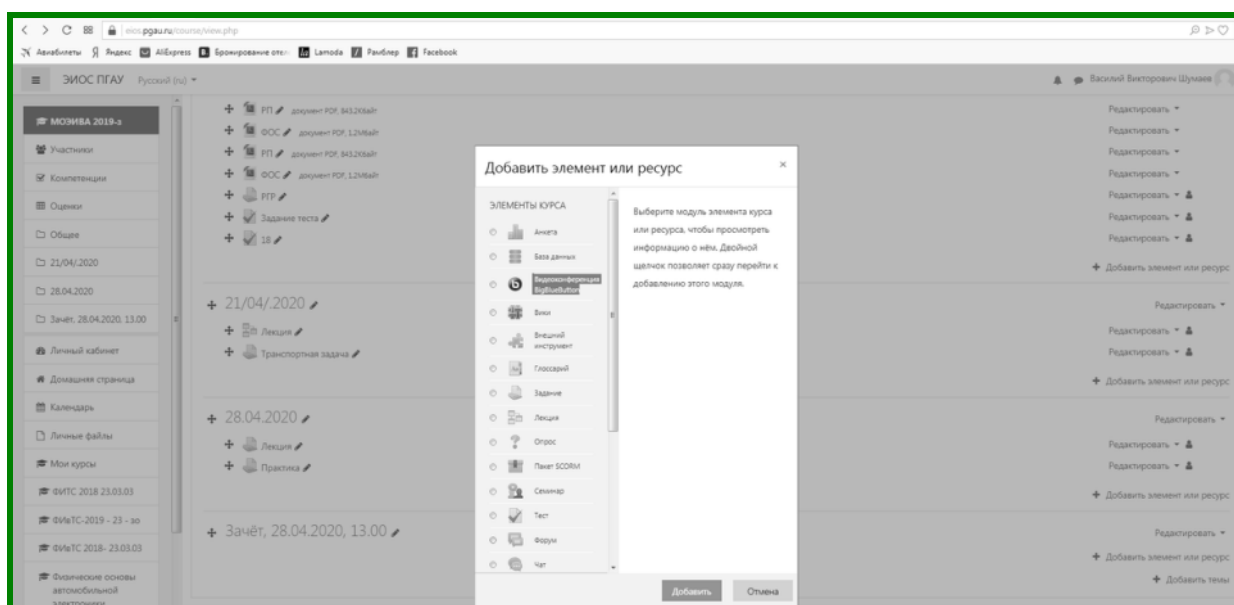 eios.pgau.ru/course/view.php
Авиабилеты Яндекс AliExpress Бронирование отел Lamoda Рамблер Facebook
ЭИОС ПГАУ Русский (ru) Василий Викторович Шумаев
МОЭИВА 2019-з
Участники
Компетенции
Оценки
Общее
21/04/.2020
28.04.2020
Зачёт, 28.04.2020, 13.00
Личный кабинет
Домашняя страница
Календарь
Личные файлы
Мои курсы
ФИТС 2018 23.03.03
ФИвТС-2019 - 23 - зо
ФИвТС 2018- 23.03.03
Физические основы
автомобильной
электроники
РП документ PDF, 843.2Кбайт Редактировать
ФОС документ PDF, 1.2Мбайт Редактировать
РП документ PDF, 843.2Кбайт Редактировать
ФОС документ PDF, 1.2Мбайт Редактировать
РГР Редактировать
Задание теста Редактировать
18 Редактировать
Добавить элемент или ресурс
21/04/.2020 Редактировать
Лекция Редактировать
Транспортная задача Редактировать
Добавить элемент или ресурс
28.04.2020 Редактировать
Лекция Редактировать
Практика Редактировать
Добавить элемент или ресурс
Зачёт, 28.04.2020, 13.00 Редактировать
Добавить элемент или ресурс
Добавить темы
Добавить элемент или ресурс ×
ЭЛЕМЕНТЫ КУРСА
Анкета
База данных
Видеоконференция
BigBlueButton
Вики
Внешний
инструмент
Глоссарий
Задание
Лекция
Опрос
Пакет SCORM
Семинар
Тест
Форум
Чат
Выберите модуль элемента курса
или ресурса, чтобы просмотреть
информацию о нём. Двойной
щелчок позволяет сразу перейти к
добавлению этого модуля.
Добавить Отмена